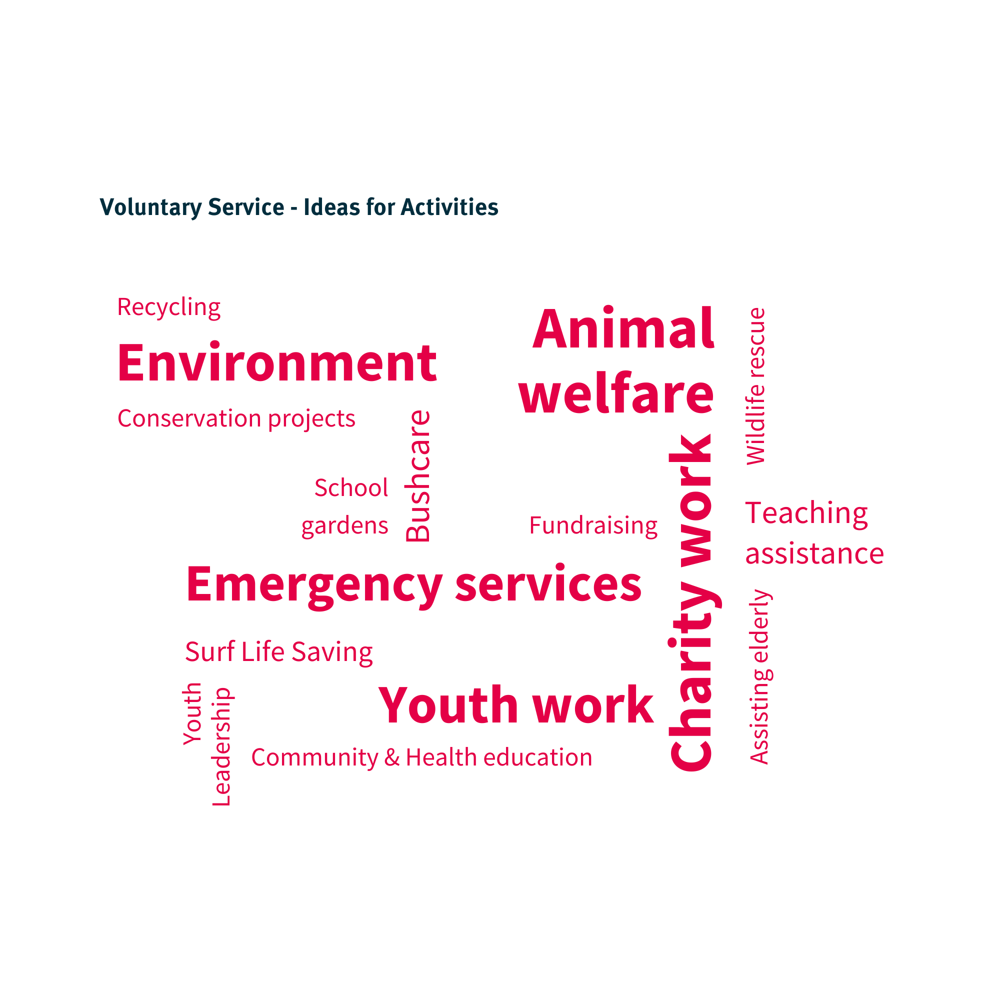 Voluntary Service - Ideas for Activities
Recycling
Environment
Conservation projects
Bushcare
School
gardens
Animal
welfare
Wildlife rescue
Fundraising
Charity work
Teaching
assistance
Emergency services
Surf Life Saving
Assisting elderly
Youth
Leadership
Youth work
Community & Health education